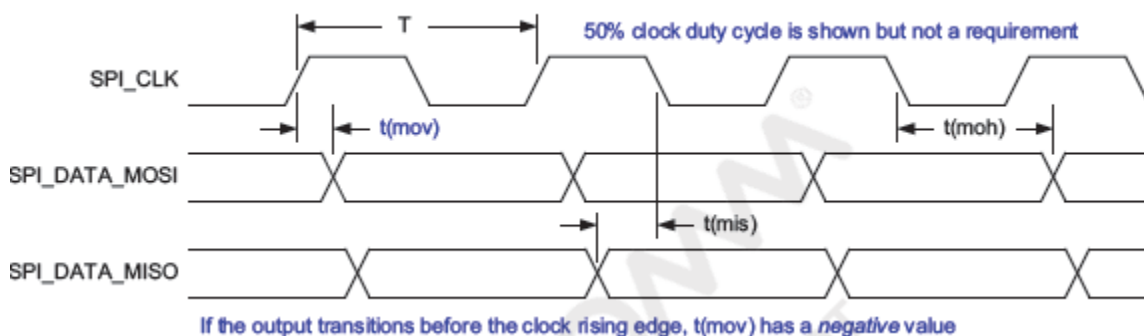 T
50% clock duty cycle is shown but not a requirement
SPI_CLK
t(mov)
t(moh)
SPI_DATA_MOSI
t(mis)
SPI_DATA_MISO
If the output transitions before the clock rising edge, t(mov) has a negative value